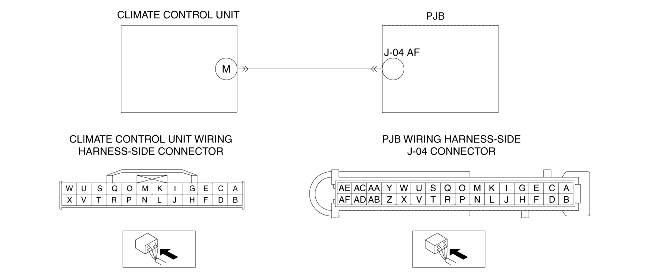 CLIMATE CONTROL UNIT
PJB
J-04 AF
M
CLIMATE CONTROL UNIT WIRING
HARNESS-SIDE CONNECTOR
W U S Q O M K I G E C A
X V T R P N L J H F D B
PJB WIRING HARNESS-SIDE
J-04 CONNECTOR
AE AC AA Y W U S Q O M K I G E C A
AF AD AB Z X V T R P N L J H F D B